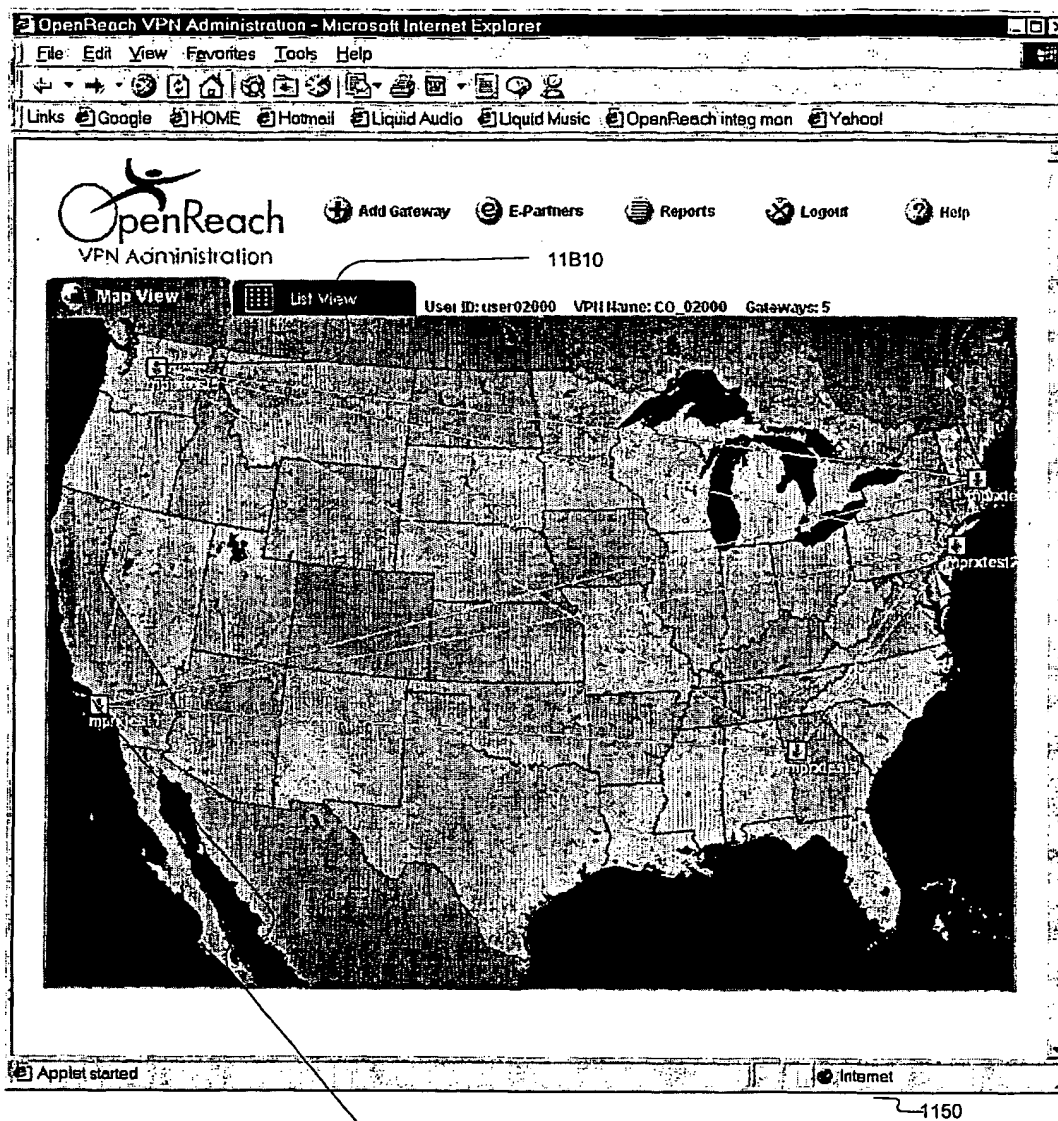 OpenReach VPN Administration - Microsoft Internet Explorer
File Edit View Favorites Tools Help
Links Google HOME Hotmail Liquid Audio Liquid Music OpenReach integ mon Yahoo!
OpenReach
VPN Administration
Add Gateway E-Partners Reports Logout Help
11B10
Map View List View User ID: user02000 VPN Name: CO_02000 Gateways: 5
mprxte
mprxtest2
Applet started Internet
1150